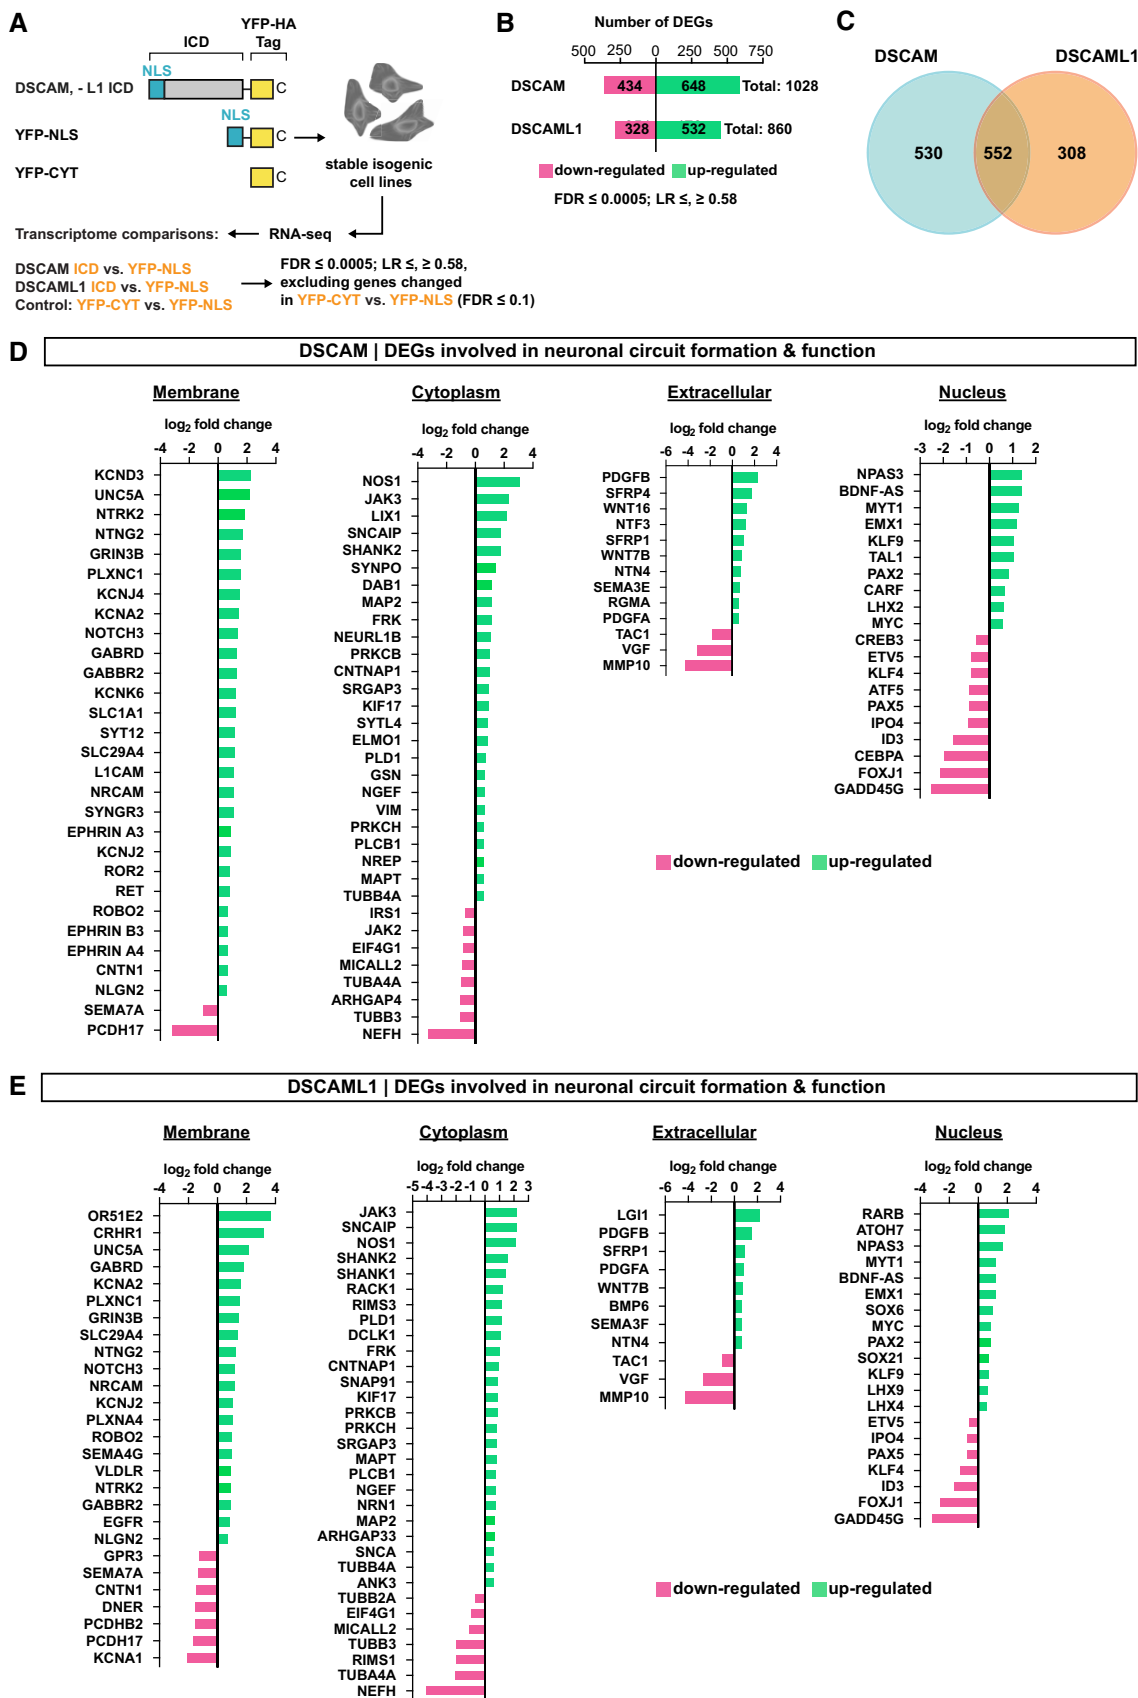 A
YFP-HA
ICD
Tag
NLS
DSCAM, - L1 ICD
C
NLS
YFP-NLS
C
YFP-CYT
C
stable isogenic
cell lines
Transcriptome comparisons:
RNA-seq
DSCAM ICD vs. YFP-NLS
DSCAML1 ICD vs. YFP-NLS
Control: YFP-CYT vs. YFP-NLS
FDR ≤ 0.0005; LR ≤, ≥ 0.58,
excluding genes changed
in YFP-CYT vs. YFP-NLS (FDR ≤ 0.1)
B
Number of DEGs
500 250 0 250 500 750
DSCAM 434 648 Total: 1028
DSCAML1 328 532 Total: 860
down-regulated up-regulated
FDR ≤ 0.0005; LR ≤, ≥ 0.58
C
DSCAM
DSCAML1
530 552 308
D
DSCAM | DEGs involved in neuronal circuit formation & function
Membrane
log2 fold change
-4 -2 0 2 4
KCND3
UNC5A
NTRK2
NTNG2
GRIN3B
PLXNC1
KCNJ4
KCNA2
NOTCH3
GABRD
GABBR2
KCNK6
SLC1A1
SYT12
SLC29A4
L1CAM
NRCAM
SYNGR3
EPHRIN A3
KCNJ2
ROR2
RET
ROBO2
EPHRIN B3
EPHRIN A4
CNTN1
NLGN2
SEMA7A
PCDH17
Cytoplasm
log2 fold change
-4 -2 0 2 4
NOS1
JAK3
LIX1
SNCAIP
SHANK2
SYNPO
DAB1
MAP2
FRK
NEURL1B
PRKCB
CNTNAP1
SRGAP3
KIF17
SYTL4
ELMO1
PLD1
GSN
NGEF
VIM
PRKCH
PLCB1
NREP
MAPT
TUBB4A
IRS1
JAK2
EIF4G1
MICALL2
TUBA4A
ARHGAP4
TUBB3
NEFH
Extracellular
log2 fold change
-6 -4 -2 0 2 4
PDGFB
SFRP4
WNT16
NTF3
SFRP1
WNT7B
NTN4
SEMA3E
RGMA
PDGFA
TAC1
VGF
MMP10
Nucleus
log2 fold change
-3 -2 -1 0 1 2
NPAS3
BDNF-AS
MYT1
EMX1
KLF9
TAL1
PAX2
CARF
LHX2
MYC
CREB3
ETV5
KLF4
ATF5
PAX5
IPO4
ID3
CEBPA
FOXJ1
GADD45G
down-regulated up-regulated
E
DSCAML1 | DEGs involved in neuronal circuit formation & function
Membrane
log2 fold change
-4 -2 0 2 4
OR51E2
CRHR1
UNC5A
GABRD
KCNA2
PLXNC1
GRIN3B
SLC29A4
NTNG2
NOTCH3
NRCAM
KCNJ2
PLXNA4
ROBO2
SEMA4G
VLDLR
NTRK2
GABBR2
EGFR
NLGN2
GPR3
SEMA7A
CNTN1
DNER
PCDHB2
PCDH17
KCNA1
Cytoplasm
log2 fold change
-5 -4 -3 -2 -1 0 1 2 3
JAK3
SNCAIP
NOS1
SHANK2
SHANK1
RACK1
RIMS3
PLD1
DCLK1
FRK
CNTNAP1
SNAP91
KIF17
PRKCB
PRKCH
SRGAP3
MAPT
PLCB1
NGEF
NRN1
MAP2
ARHGAP33
SNCA
TUBB4A
ANK3
TUBB2A
EIF4G1
MICALL2
TUBB3
RIMS1
TUBA4A
NEFH
Extracellular
log2 fold change
-6 -4 -2 0 2 4
LGI1
PDGFB
SFRP1
PDGFA
WNT7B
BMP6
SEMA3F
NTN4
TAC1
VGF
MMP10
Nucleus
log2 fold change
-4 -2 0 2 4
RARB
ATOH7
NPAS3
MYT1
BDNF-AS
EMX1
SOX6
MYC
PAX2
SOX21
KLF9
LHX9
LHX4
ETV5
IPO4
PAX5
KLF4
ID3
FOXJ1
GADD45G
down-regulated up-regulated